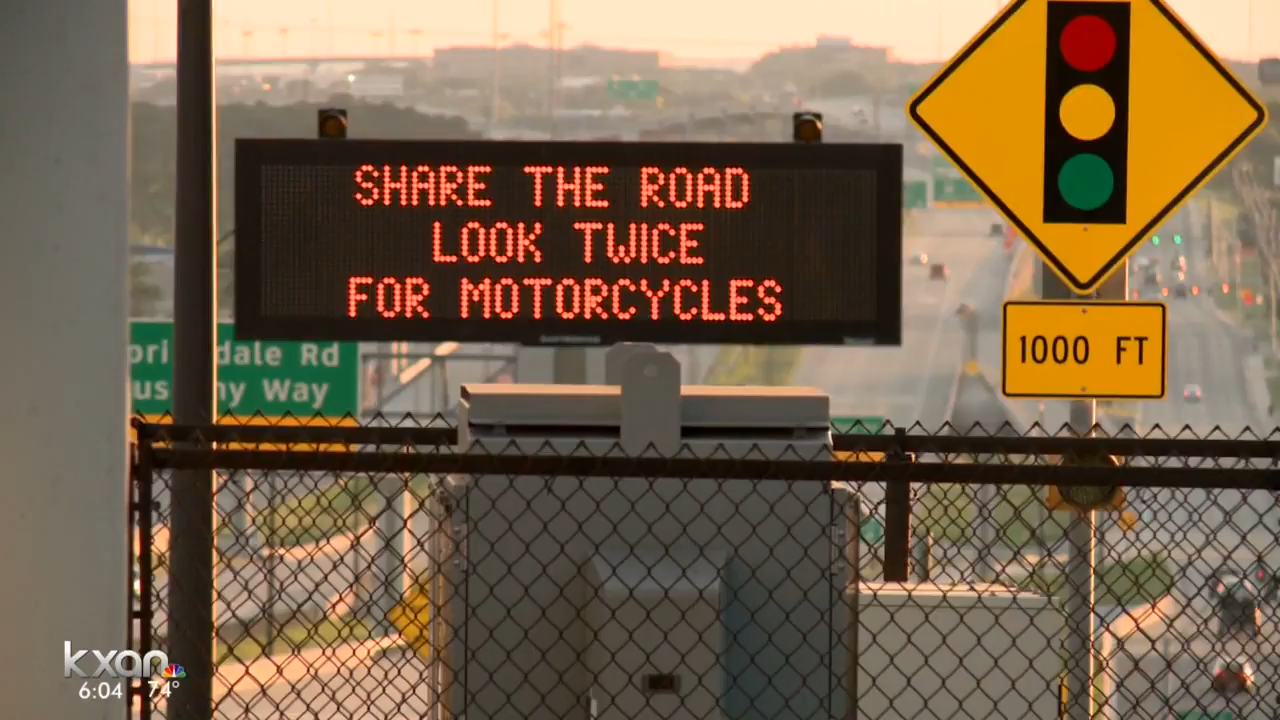 SHARE THE ROAD
LOOK TWICE
FOR MOTORCYCLES
1000 FT
dale Rd
Way
kxan
6:04 74°